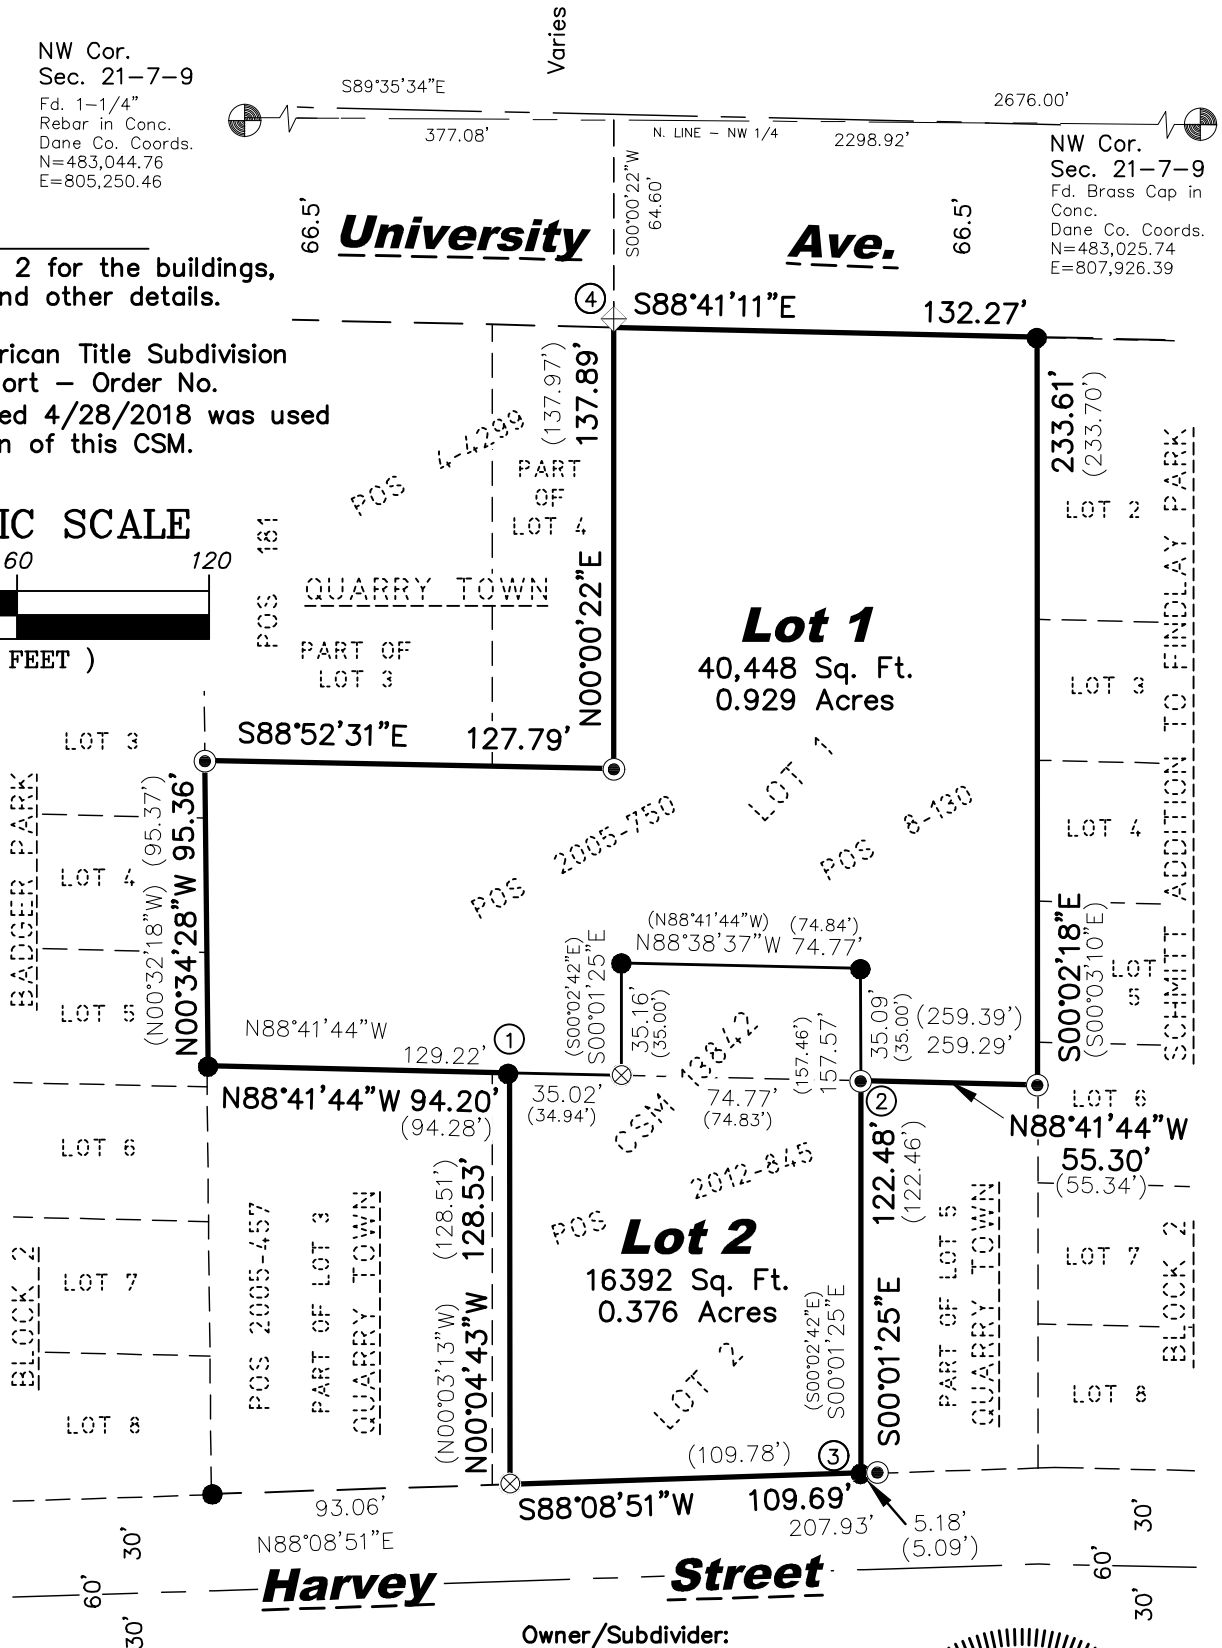 Varies
NW Cor.
Sec. 21-7-9
Fd. 1-1/4"
Rebar in Conc.
Dane Co. Coords.
N=483,044.76
E=805,250.46
S89°35'34"E
2676.00'
377.08'
N. LINE - NW 1/4
2298.92'
NW Cor.
Sec. 21-7-9
Fd. Brass Cap in
Conc.
Dane Co. Coords.
N=483,025.74
E=807,926.39
S00°00'22"W
64.60'
66.5'
University Ave.
66.5'
2 for the buildings,
nd other details.
rican Title Subdivision
ort – Order No.
ed 4/28/2018 was used
n of this CSM.
IC SCALE
60 120
FEET )
4
S88°41'11"E 132.27'
(137.97')
137.89'
N00°00'22"E
233.61'
(233.70')
POS 4-4299
PART
OF
LOT 4
POS 181
QUARRY TOWN
PART OF
LOT 3
LOT 2
LOT 3
LOT 4
LOT
5
LOT 6
LOT 7
LOT 8
SCHMITT ADDITION TO FINDLAY PARK
BLOCK 2
Lot 1
40,448 Sq. Ft.
0.929 Acres
S88°52'31"E 127.79'
LOT 3
LOT 4
LOT 5
LOT 6
LOT 7
LOT 8
BADGER PARK
BLOCK 2
(N00°32'18"W) (95.37')
N00°34'28"W 95.36'
LOT 1
POS 2005-750
POS 8-130
(N88°41'44"W) (74.84')
N88°38'37"W 74.77'
(S00°02'42"E)
S00°01'25"E
35.16'
(35.00')
(157.46')
157.57'
35.09'
(35.00')
(259.39')
259.29'
S00°02'18"E
(S00°03'10"E)
N88°41'44"W
129.22'
1
N88°41'44"W 94.20'
(94.28')
35.02'
(34.94')
CSM 13842
74.77'
(74.83')
2
N88°41'44"W
55.30'
(55.34')
POS 2012-845
(128.51')
128.53'
(N00°03'13"W)
N00°04'43"W
122.48'
(122.46')
(S00°02'42"E)
S00°01'25"E
S00°01'25"E
POS 2005-457
PART OF LOT 3
QUARRY TOWN
PART OF LOT 5
QUARRY TOWN
Lot 2
16392 Sq. Ft.
0.376 Acres
LOT 2
(109.78')
3
S88°08'51"W 109.69'
207.93'
5.18'
(5.09')
93.06'
N88°08'51"E
30'
60'
30'
Harvey Street
30'
60'
30'
Owner/Subdivider: